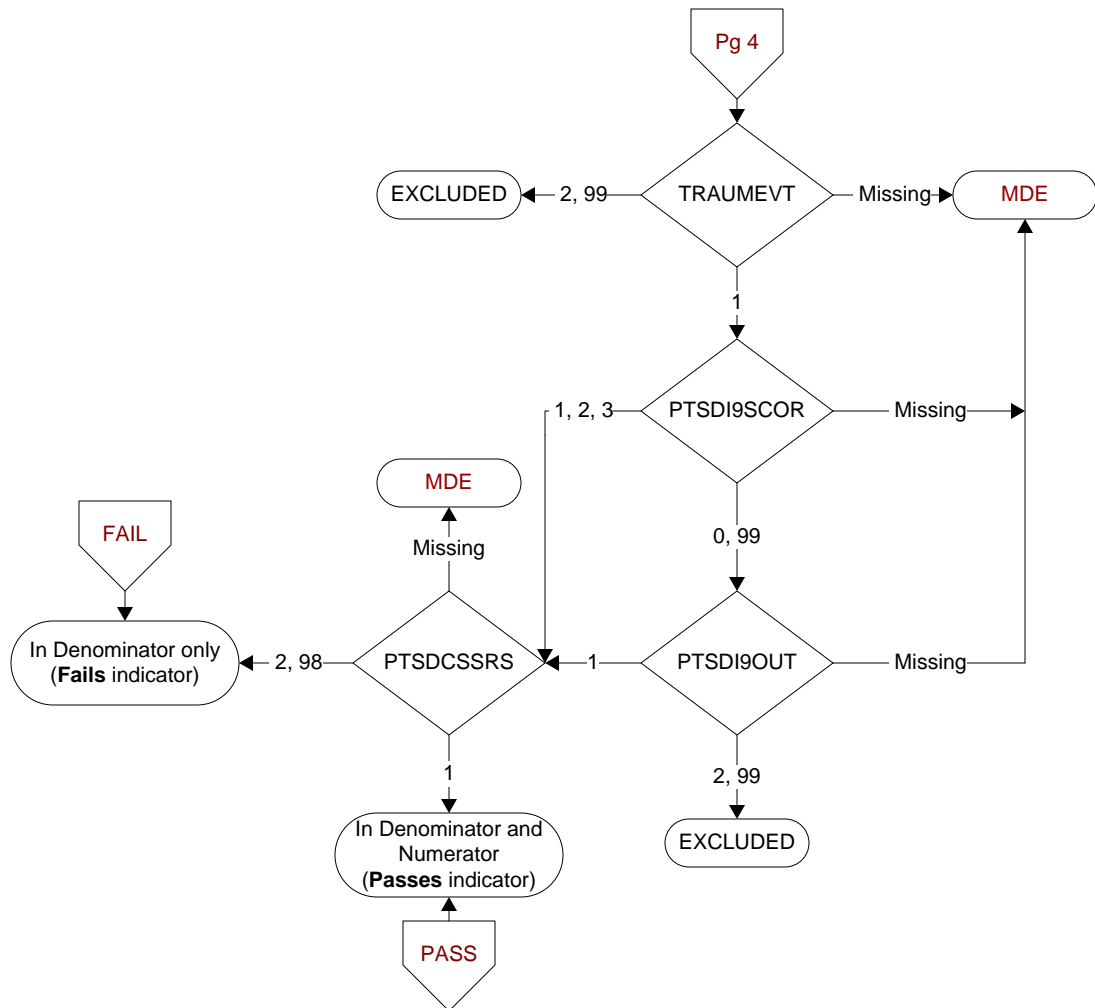 Pg 4
EXCLUDED
2, 99
TRAUMEVT
Missing
MDE
1
1, 2, 3
PTSDI9SCOR
Missing
MDE
0, 99
FAIL
Missing
In Denominator only
(Fails indicator)
2, 98
PTSDCSSRS
1
PTSDI9OUT
Missing
1
2, 99
In Denominator and
Numerator
(Passes indicator)
EXCLUDED
PASS